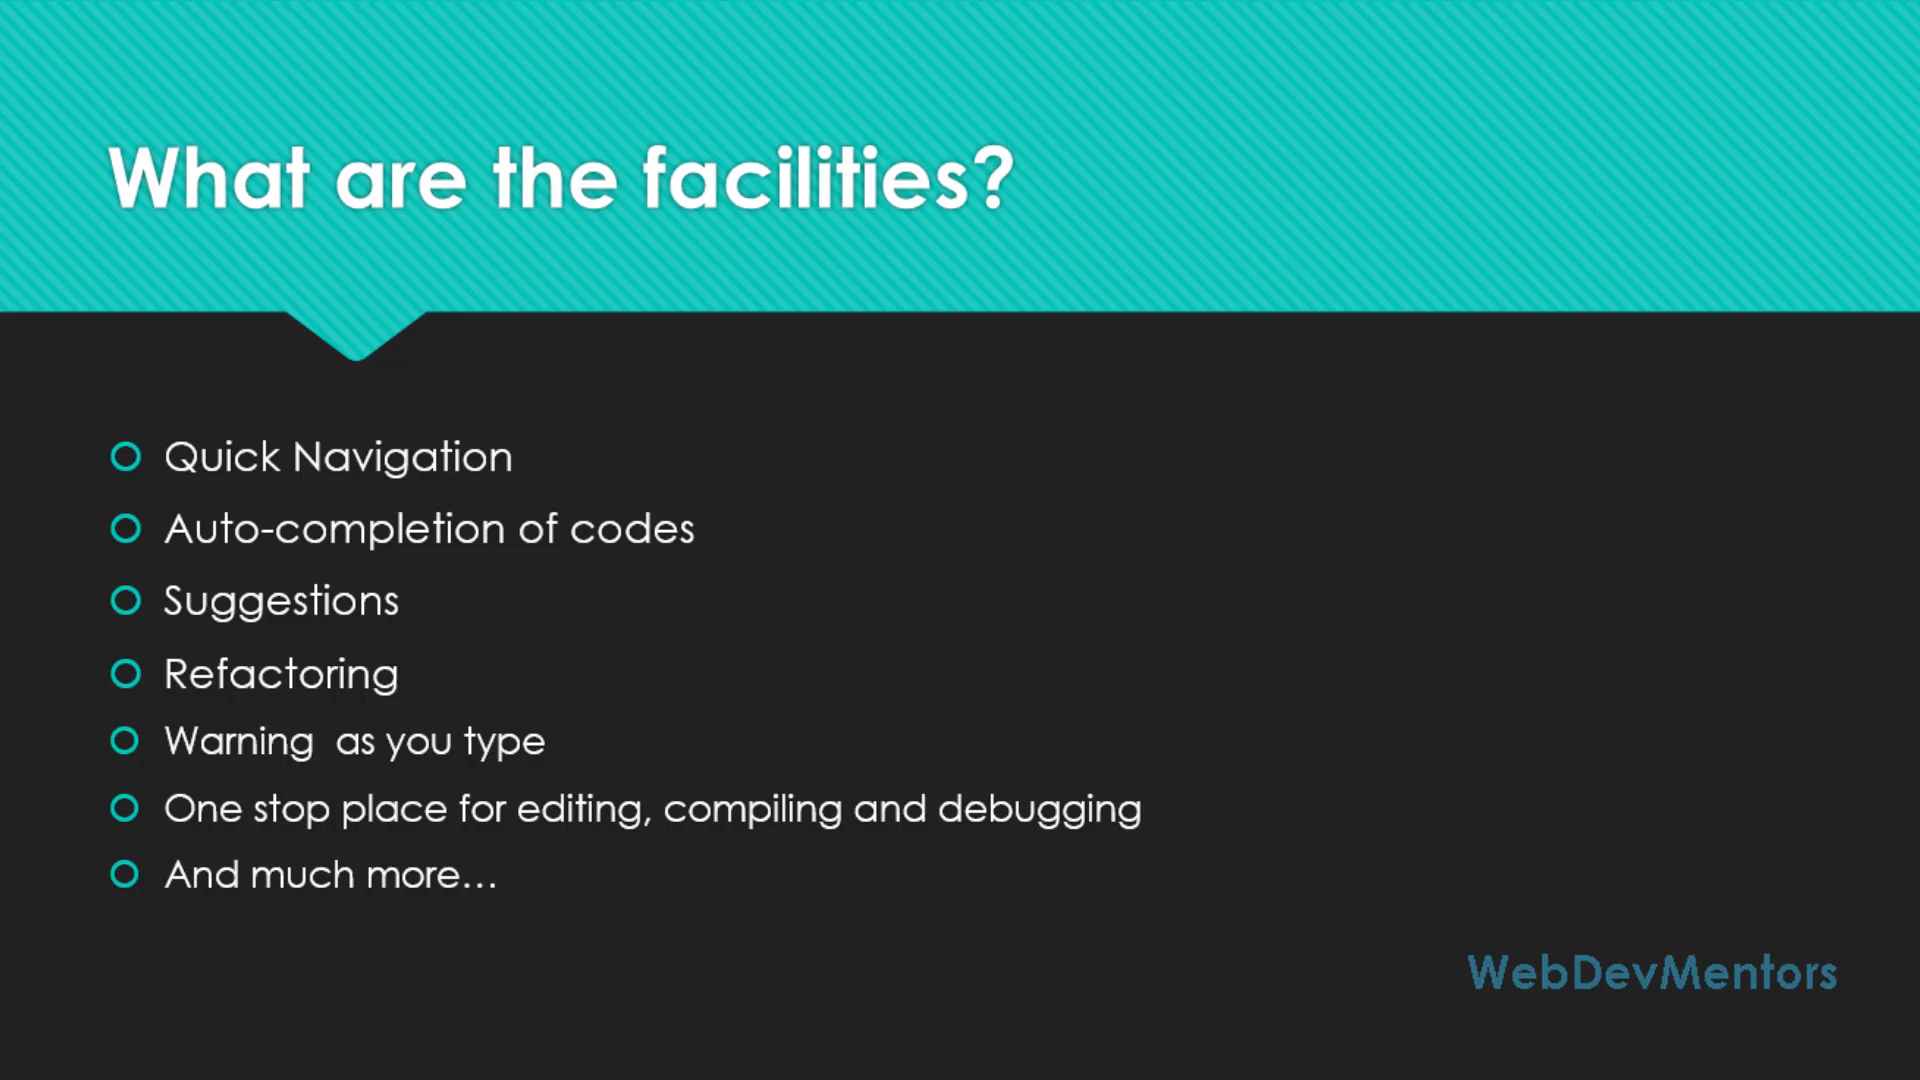 What are the facilities?
Quick Navigation
Auto-completion of codes
Suggestions
Refactoring
Warning  as you type
One stop place for editing, compiling and debugging
And much more…
WebDevMentors